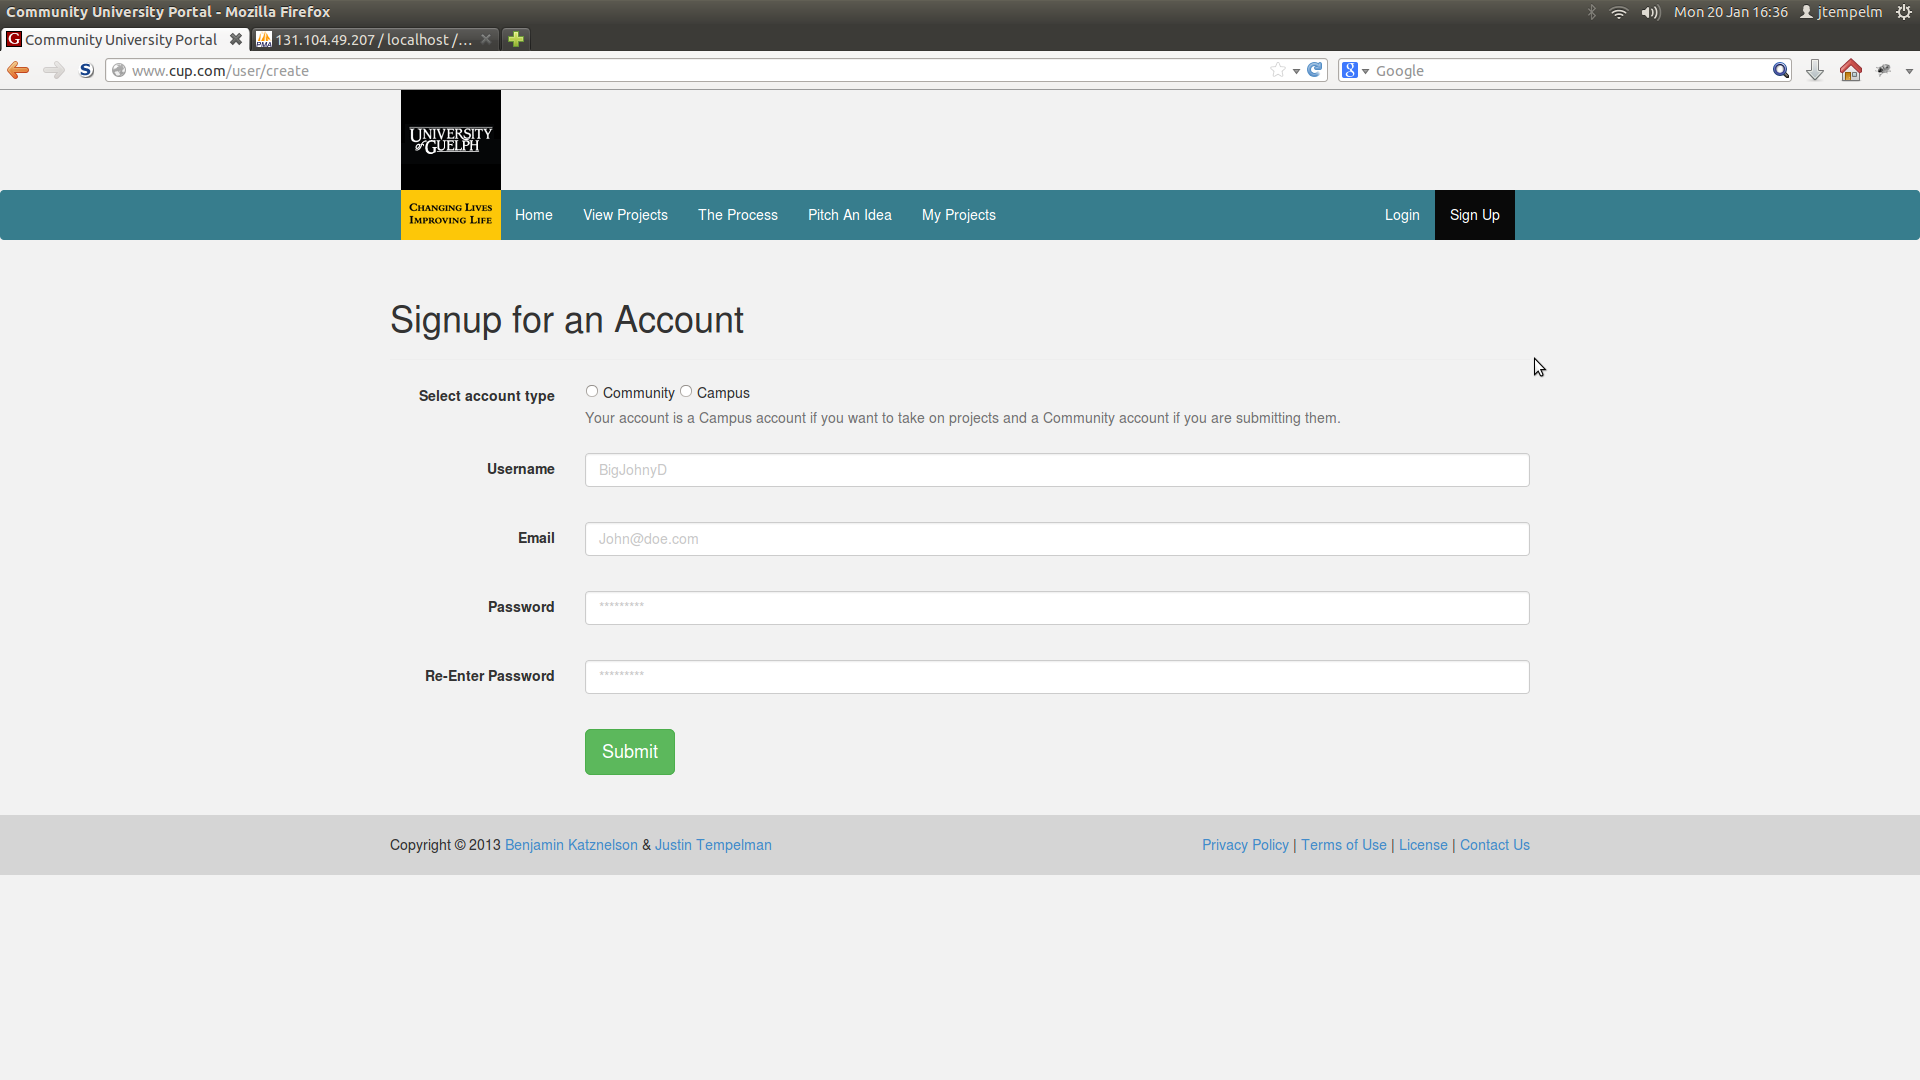 Community University Portal - Mozilla Firefox
Mon 20 Jan 16:36 jtempelm
Community University Portal
131.104.49.207 / localhost /...
www.cup.com/user/create
Google
UNIVERSITY
of GUELPH
CHANGING LIVES
IMPROVING LIFE
Home View Projects The Process Pitch An Idea My Projects Login Sign Up
Signup for an Account
Select account type Community Campus
Your account is a Campus account if you want to take on projects and a Community account if you are submitting them.
Username BigJohnyD
Email John@doe.com
Password *********
Re-Enter Password *********
Submit
Copyright © 2013 Benjamin Katznelson & Justin Tempelman
Privacy Policy | Terms of Use | License | Contact Us